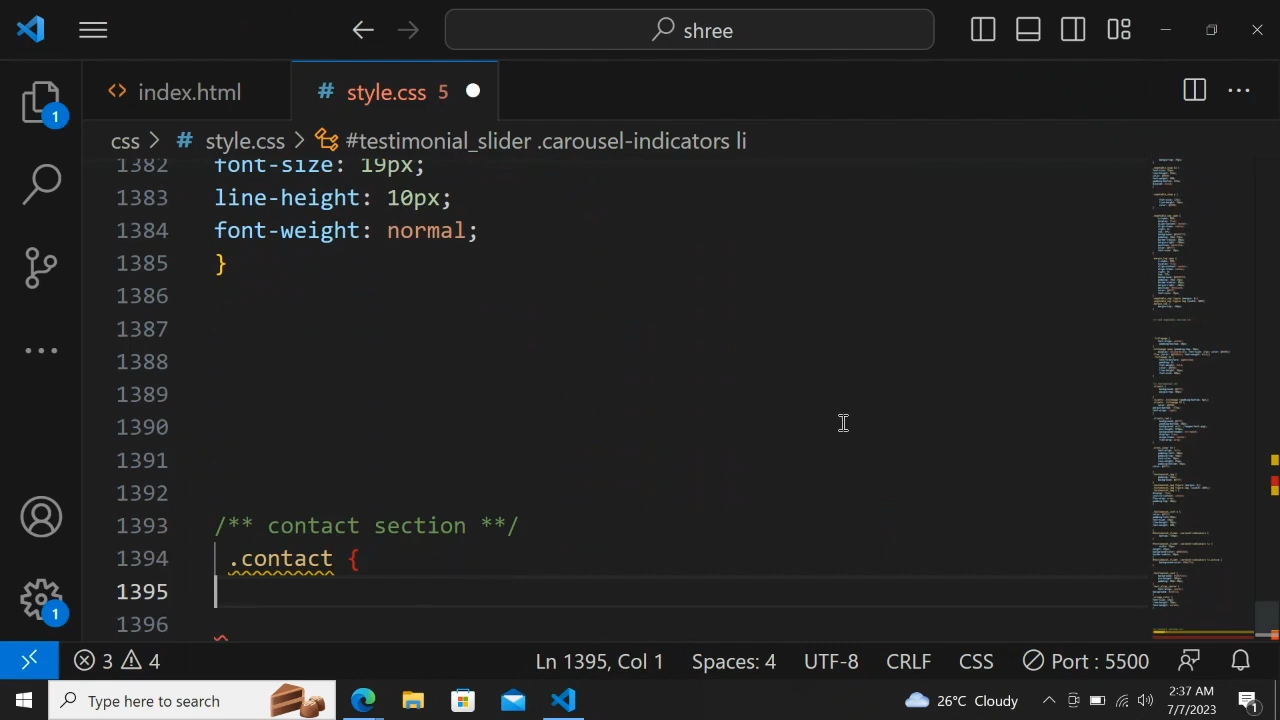 shree
index.html
style.css 5
css > # style.css > #testimonial_slider .carousel-indicators li
1382 font-size: 19px;
1383 line-height: 10px;
1384 font-weight: normal;
1385 }
1386
1387
1388
1389
1390
1391
1392
1393 /** contact section **/
1394 .contact {
1395
1396
1
1
3 4
Ln 1395, Col 1
Spaces: 4
UTF-8
CRLF
CSS
Port : 5500
Type here to search
26°C Cloudy
2:37 AM
7/7/2023
1